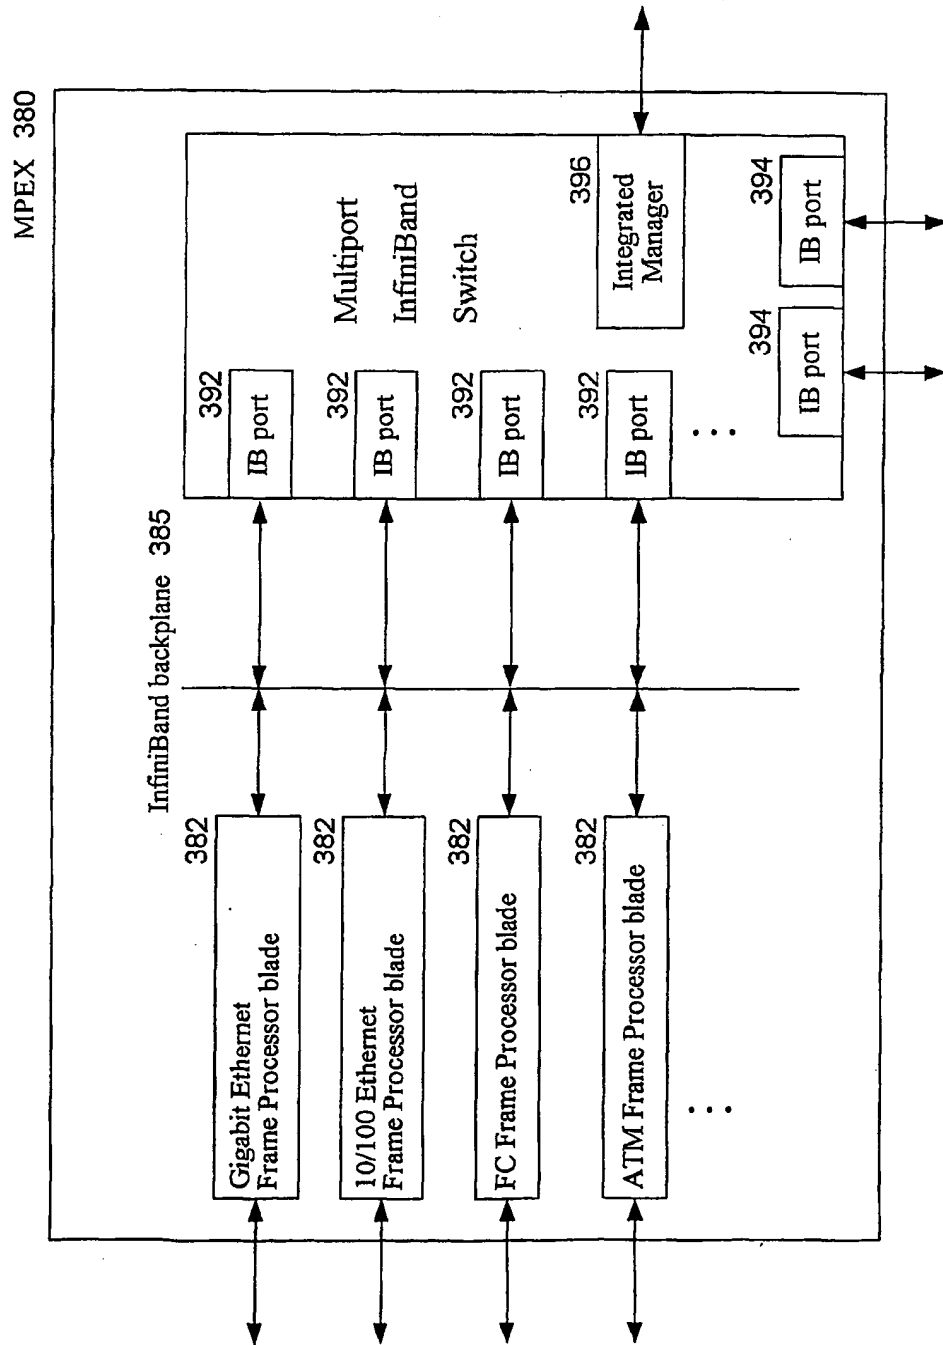 MPEX 380
InfiniBand backplane 385
382
Gigabit Ethernet
Frame Processor blade
382
10/100 Ethernet
Frame Processor blade
382
FC Frame Processor blade
382
ATM Frame Processor blade
...
392
IB port
392
IB port
392
IB port
392
IB port
...
Multiport
InfiniBand
Switch
396
Integrated
Manager
394
IB port
394
IB port